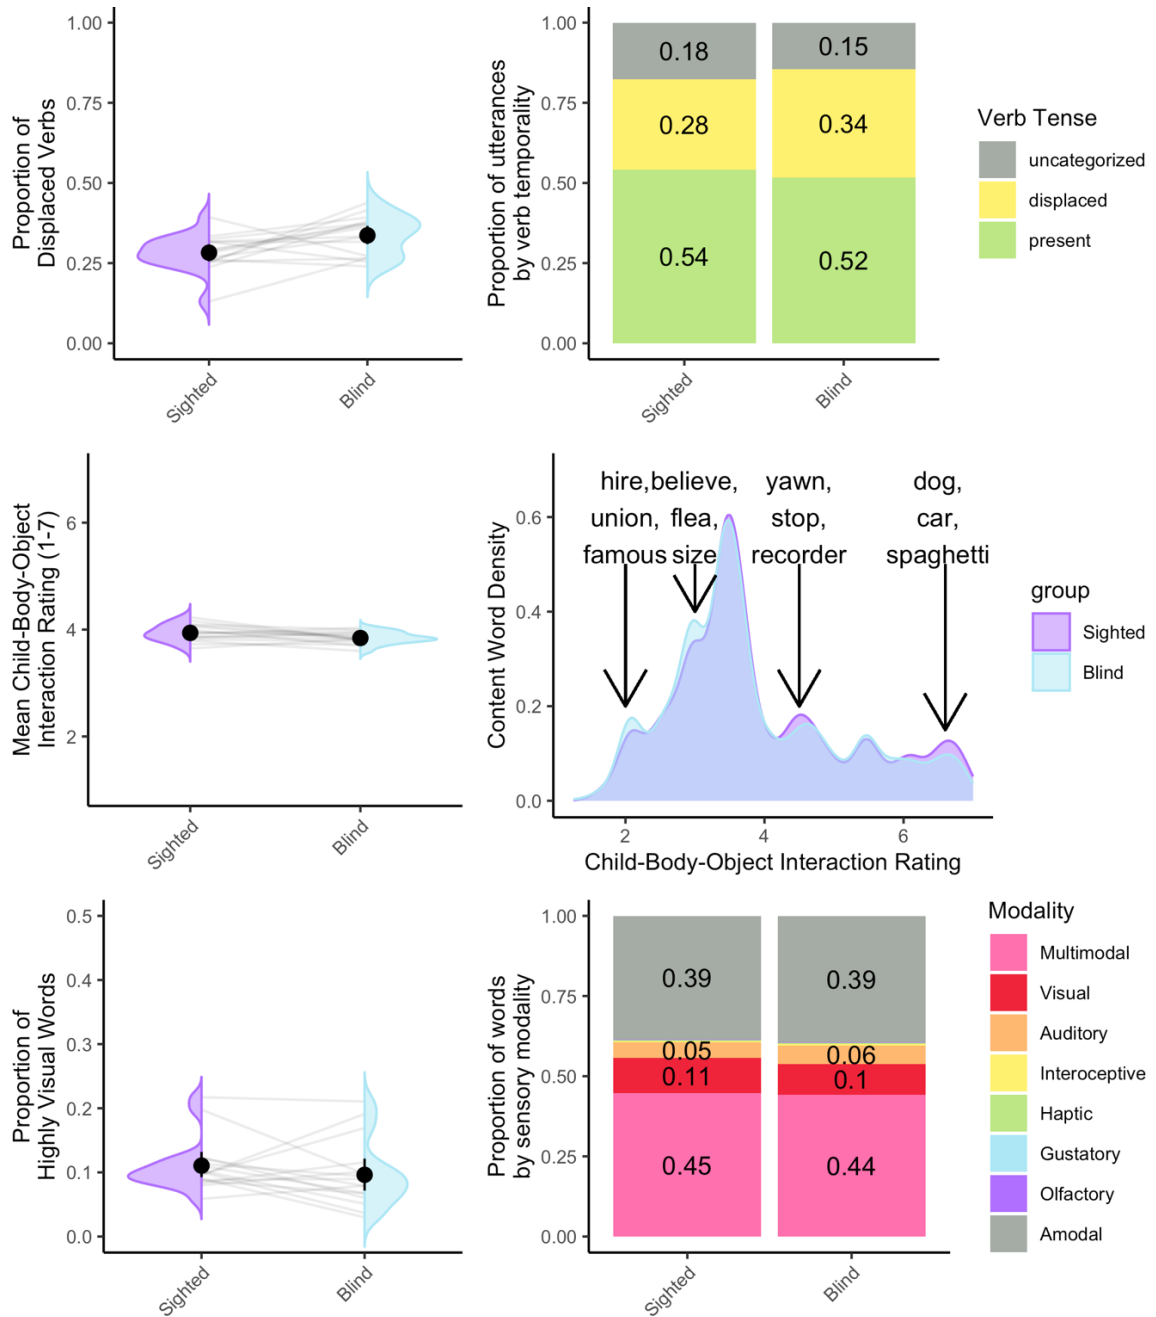 Proportion of
Displaced Verbs
1.00
0.75
0.50
0.25
0.00
Sighted
Blind
Proportion of utterances
by verb temporality
1.00
0.75
0.50
0.25
0.00
0.18
0.28
0.54
0.15
0.34
0.52
Sighted
Blind
Verb Tense
uncategorized
displaced
present
Mean Child-Body-Object
Interaction Rating (1-7)
6
4
2
Sighted
Blind
Content Word Density
0.6
0.4
0.2
0.0
hire,
union,
famous
believe,
flea,
size
yawn,
stop,
recorder
dog,
car,
spaghetti
2
4
6
Child-Body-Object Interaction Rating
group
Sighted
Blind
Proportion of
Highly Visual Words
0.5
0.4
0.3
0.2
0.1
0.0
Sighted
Blind
Proportion of words
by sensory modality
1.00
0.75
0.50
0.25
0.00
0.39
0.05
0.11
0.45
0.39
0.06
0.1
0.44
Sighted
Blind
Modality
Multimodal
Visual
Auditory
Interoceptive
Haptic
Gustatory
Olfactory
Amodal